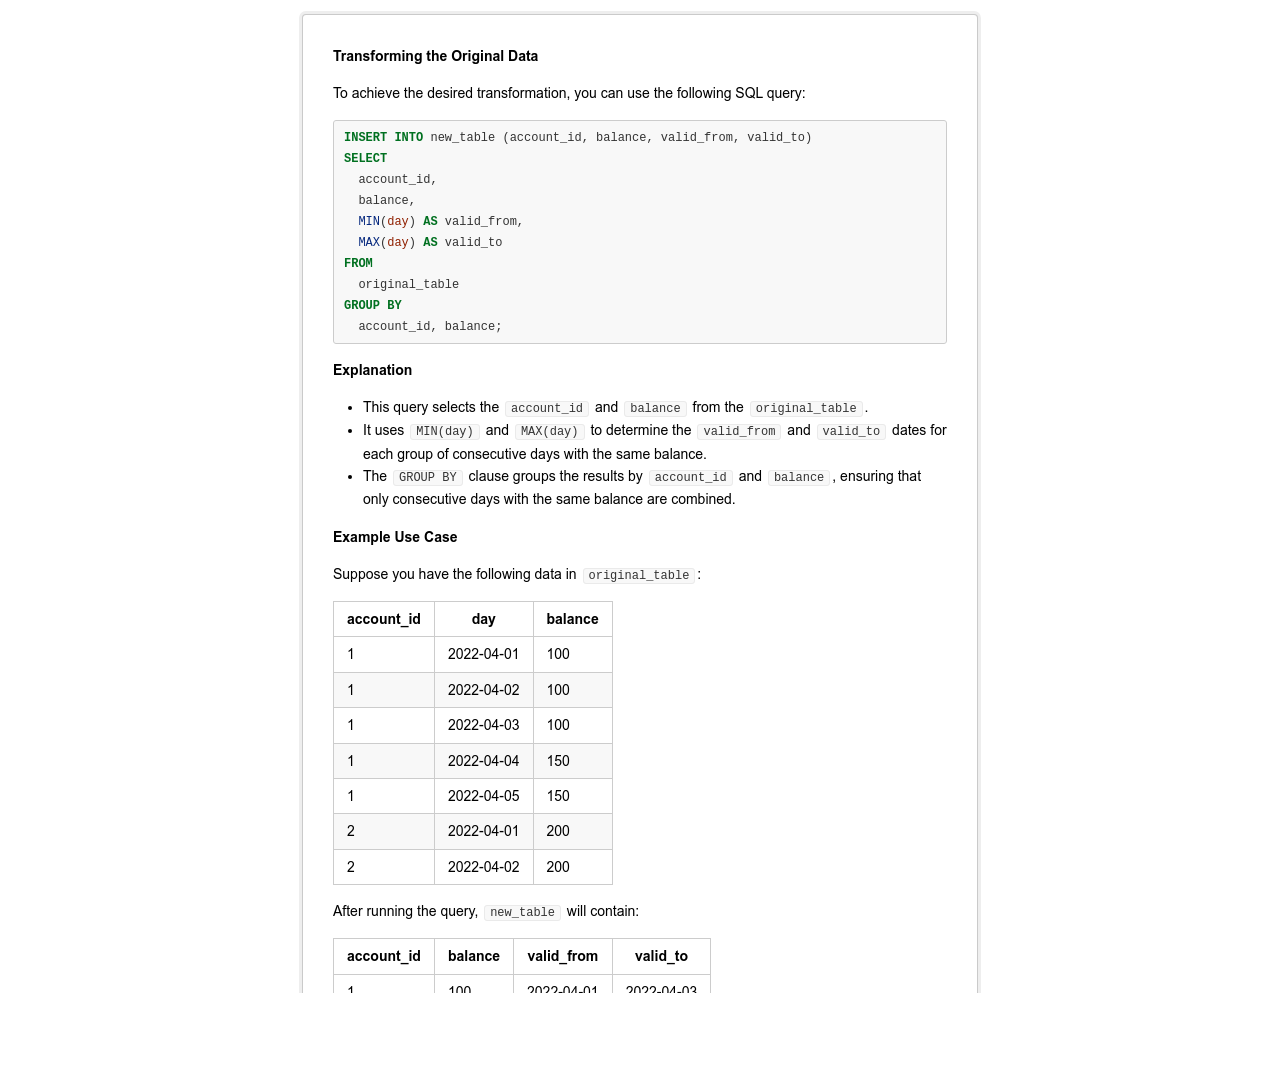 Transforming the Original Data
To achieve the desired transformation, you can use the following SQL query:
INSERT INTO new_table (account_id, balance, valid_from, valid_to)
SELECT
  account_id,
  balance,
  MIN(day) AS valid_from,
  MAX(day) AS valid_to
FROM
  original_table
GROUP BY
  account_id, balance;
Explanation
• This query selects the account_id and balance from the original_table.
• It uses MIN(day) and MAX(day) to determine the valid_from and valid_to dates for
each group of consecutive days with the same balance.
• The GROUP BY clause groups the results by account_id and balance, ensuring that
only consecutive days with the same balance are combined.
Example Use Case
Suppose you have the following data in original_table:
account_id day balance
1 2022-04-01 100
1 2022-04-02 100
1 2022-04-03 100
1 2022-04-04 150
1 2022-04-05 150
2 2022-04-01 200
2 2022-04-02 200
After running the query, new_table will contain:
account_id balance valid_from valid_to
1 100 2022-04-01 2022-04-03